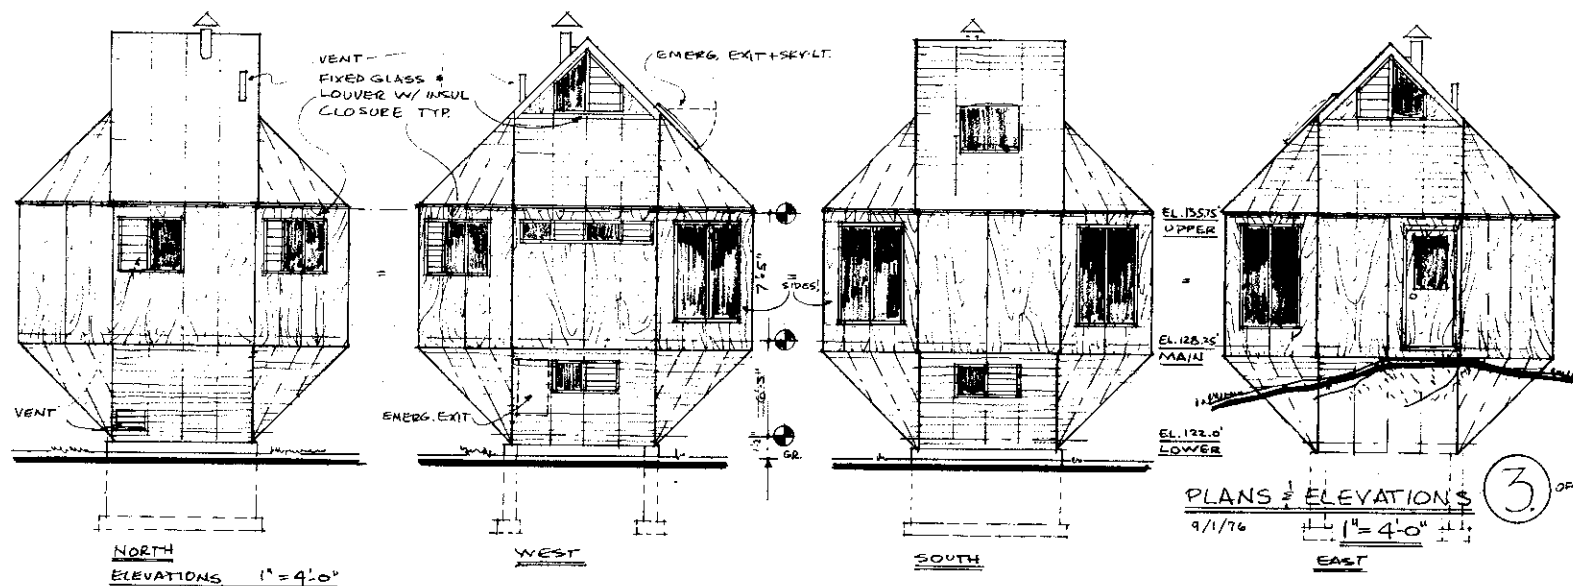 VENT
FIXED GLASS &
LOUVER W/ INSUL
CLOSURE TYP.
EMERG. EXIT + SKY-LT.
=
7'-5"
SIDES
=
EL. 135.75'
UPPER
EL. 128.25'
MAIN
VENT
EMERG. EXIT
6'-3"
GR.
EL. 122.0'
LOWER
PLANS & ELEVATIONS
3.
OF
9/1/76
1" = 4'-0"
NORTH
ELEVATIONS 1" = 4'-0"
WEST
SOUTH
EAST